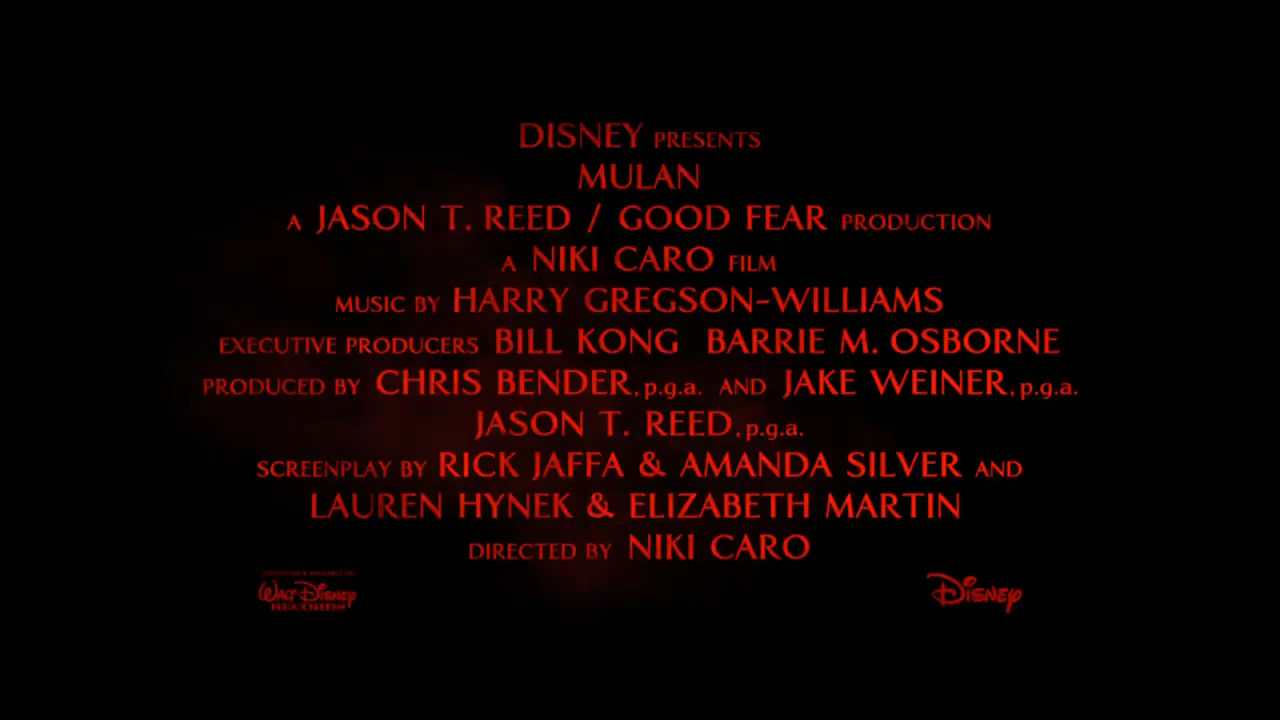 DISNEY PRESENTS
MULAN
A JASON T. REED / GOOD FEAR PRODUCTION
A NIKI CARO FILM
MUSIC BY HARRY GREGSON-WILLIAMS
EXECUTIVE PRODUCERS BILL KONG BARRIE M. OSBORNE
PRODUCED BY CHRIS BENDER, p.g.a. AND JAKE WEINER, p.g.a.
JASON T. REED, p.g.a.
SCREENPLAY BY RICK JAFFA & AMANDA SILVER AND
LAUREN HYNEK & ELIZABETH MARTIN
DIRECTED BY NIKI CARO
WALT DISNEY
RECORDS
DISNEY